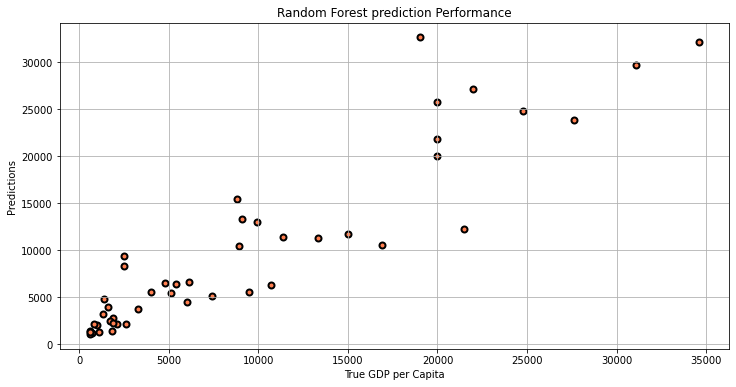 Random Forest prediction Performance
30000
25000
20000
15000
10000
5000
0
Predictions
0 5000 10000 15000 20000 25000 30000 35000
True GDP per Capita